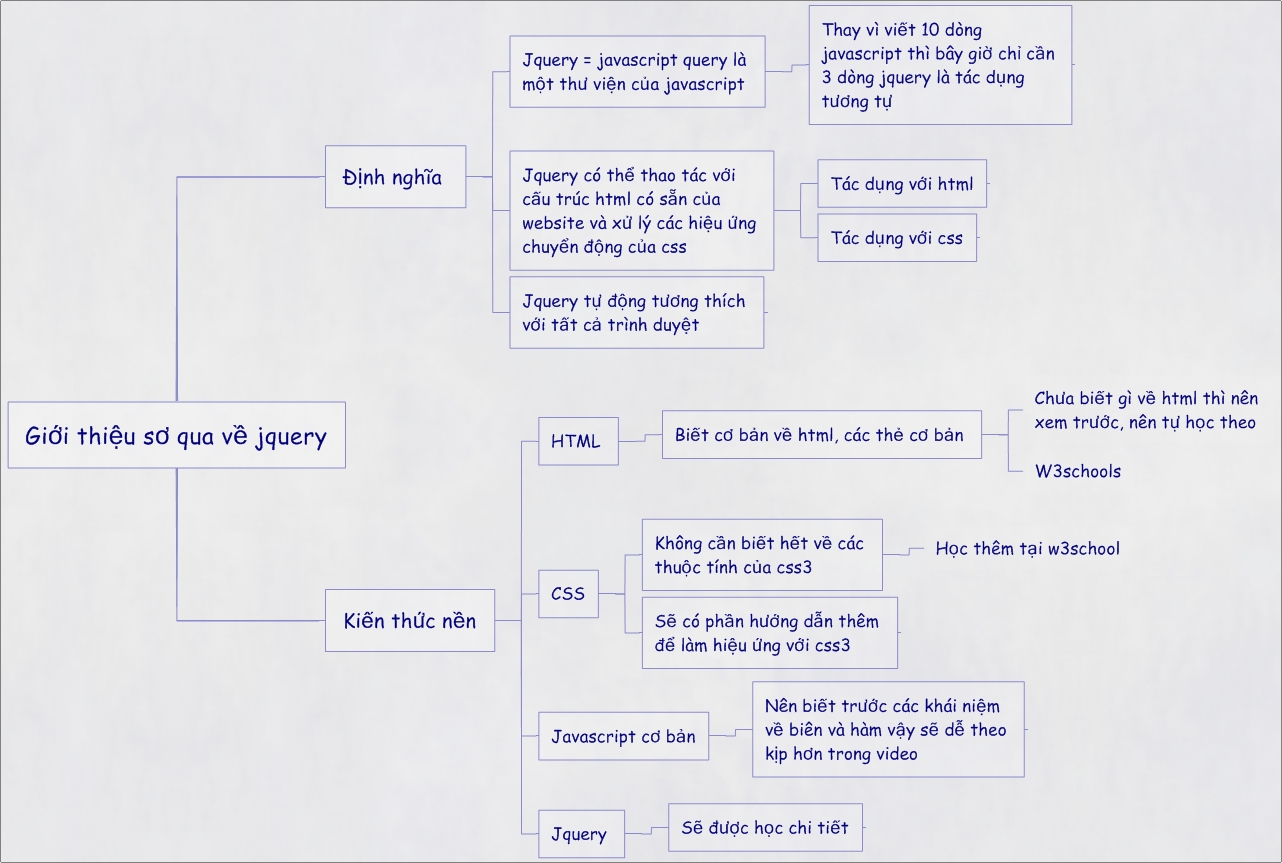 Giới thiệu sơ qua về jquery
Định nghĩa
Jquery = javascript query là
một thư viện của javascript
Thay vì viết 10 dòng
javascript thì bây giờ chỉ cần
3 dòng jquery là tác dụng
tương tự
Jquery có thể thao tác với
cấu trúc html có sẵn của
website và xử lý các hiệu ứng
chuyển động của css
Tác dụng với html
Tác dụng với css
Jquery tự động tương thích
với tất cả trình duyệt
Kiến thức nền
HTML
Biết cơ bản về html, các thẻ cơ bản
Chưa biết gì về html thì nên
xem trước, nên tự học theo
W3schools
CSS
Không cần biết hết về các
thuộc tính của css3
Học thêm tại w3school
Sẽ có phần hướng dẫn thêm
để làm hiệu ứng với css3
Javascript cơ bản
Nên biết trước các khái niệm
về biên và hàm vậy sẽ dễ theo
kịp hơn trong video
Jquery
Sẽ được học chi tiết